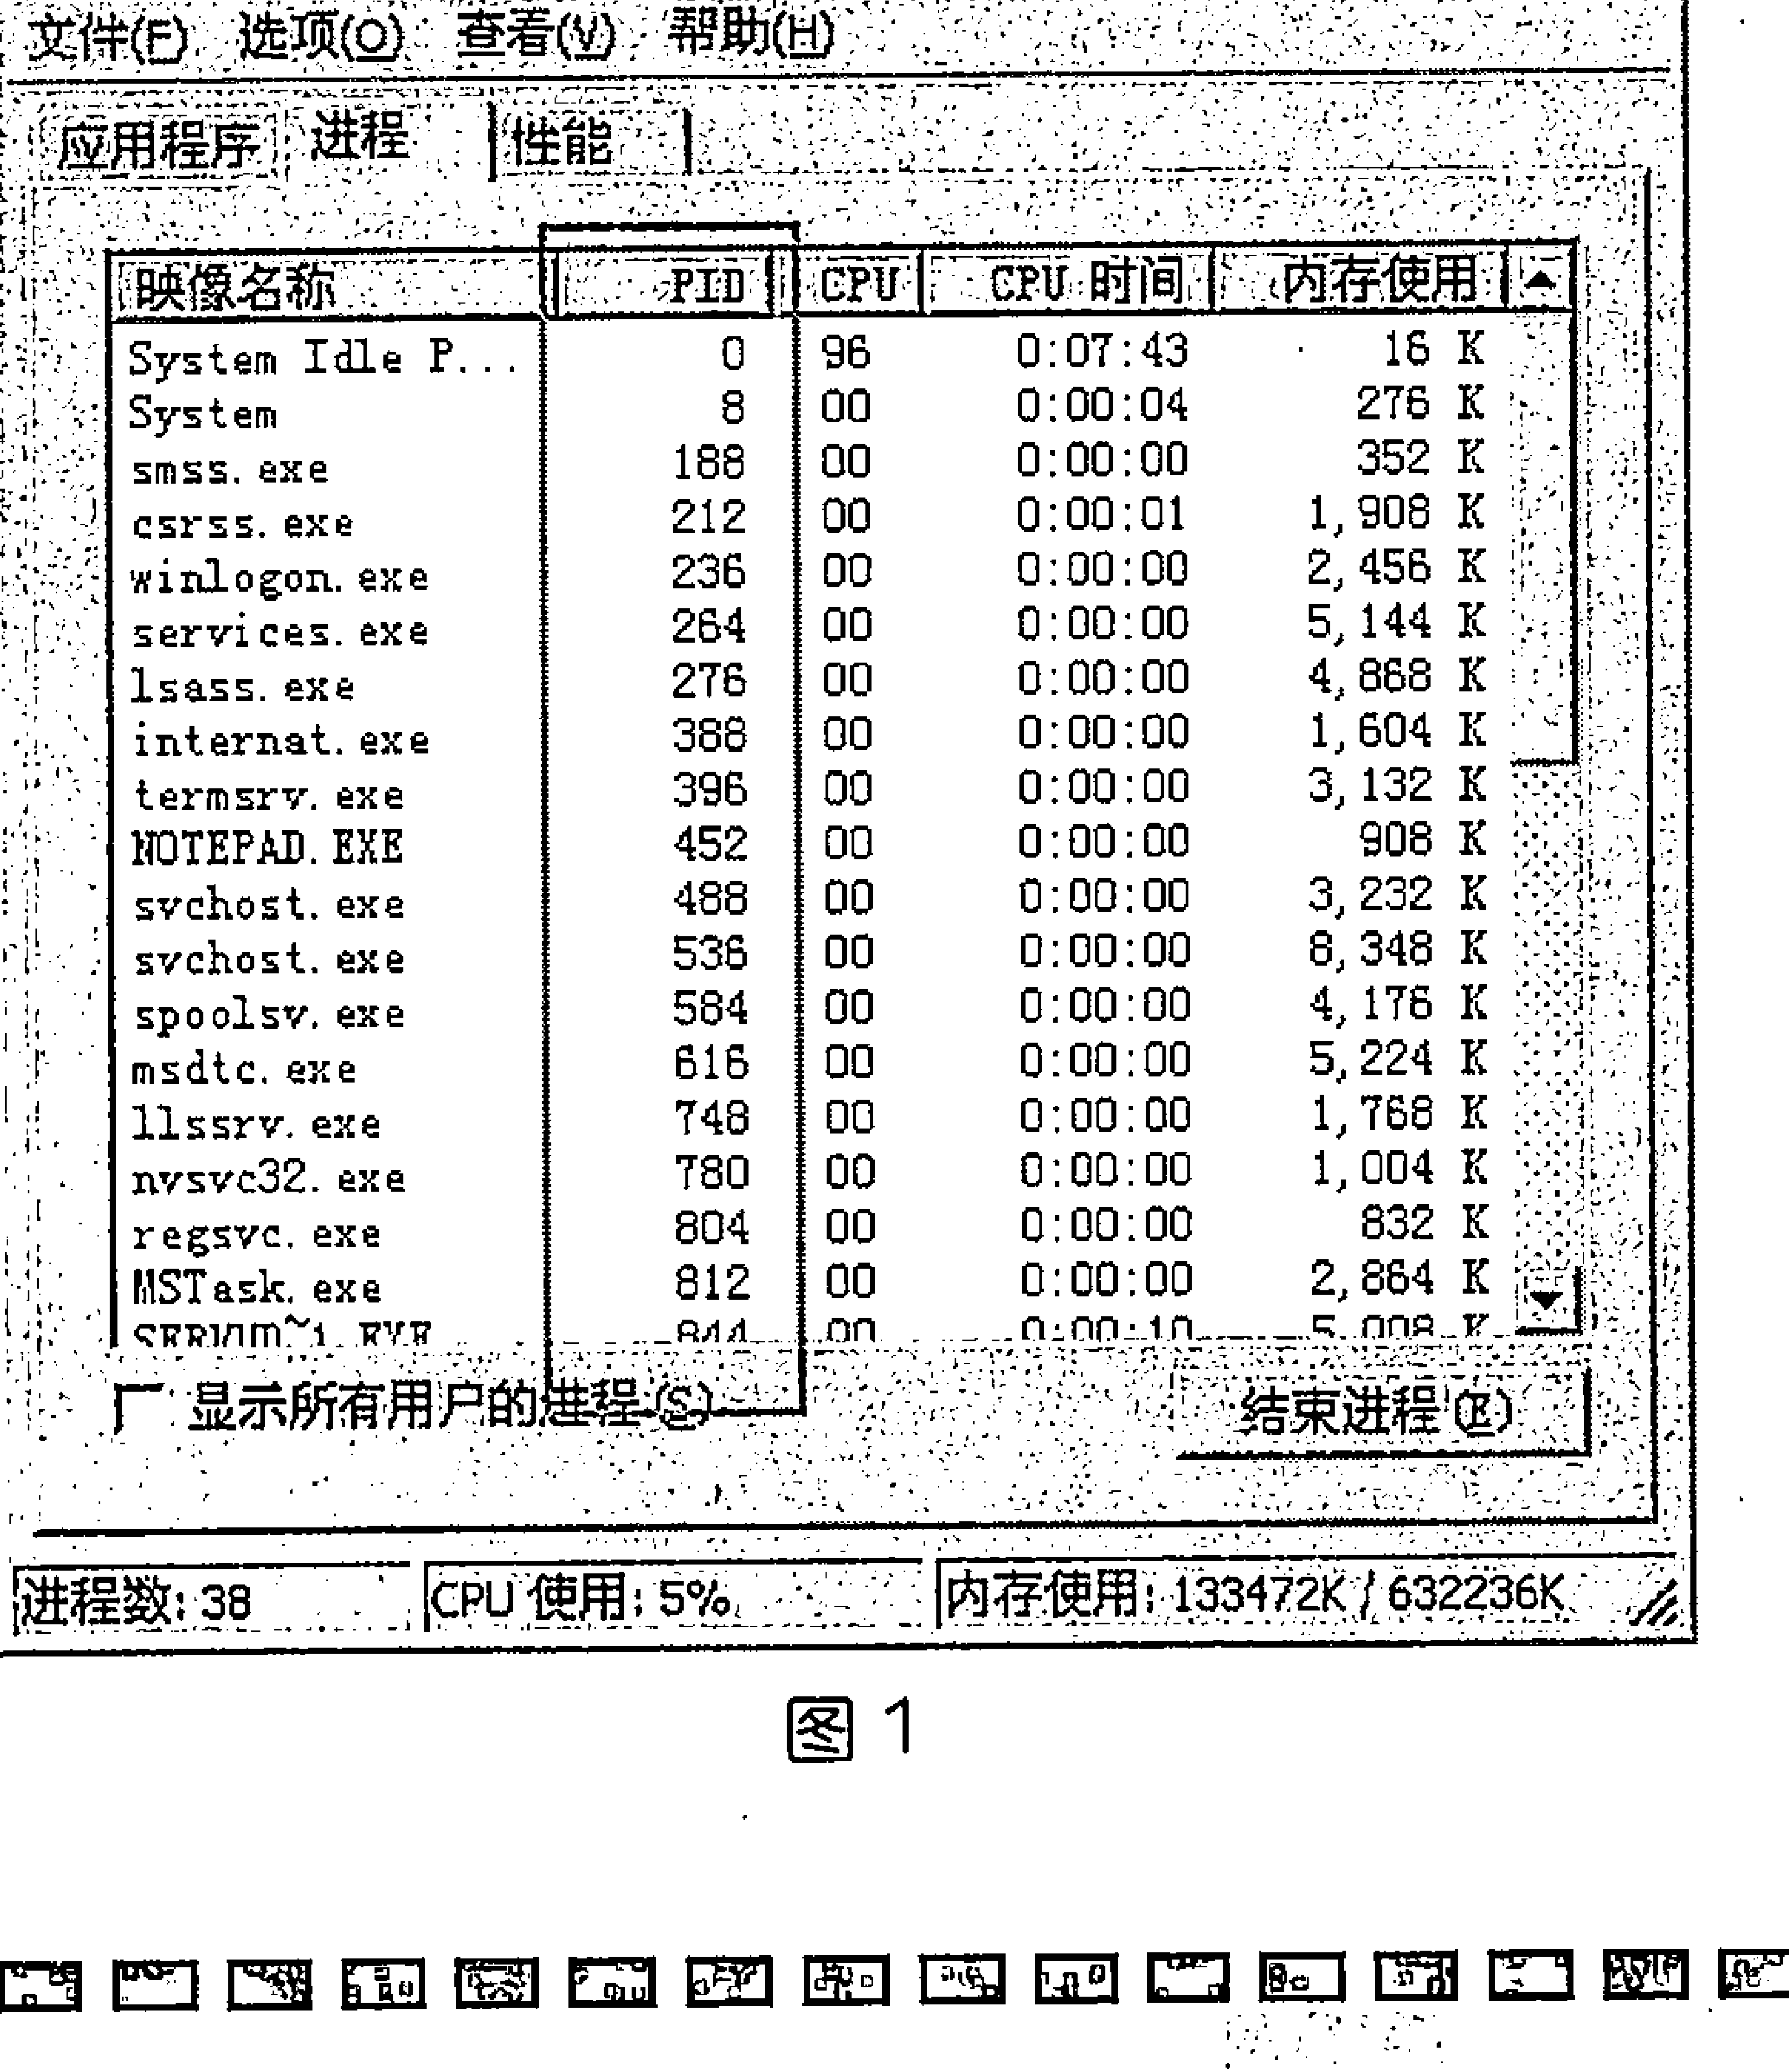 文件(F) 选项(O) 查看(V) 帮助(H)
应用程序 进程 性能
映像名称 PID CPU CPU 时间 内存使用
System Idle P... 0 96 0:07:43 16 K
System 8 00 0:00:04 276 K
smss.exe 188 00 0:00:00 352 K
csrss.exe 212 00 0:00:01 1,908 K
winlogon.exe 236 00 0:00:00 2,456 K
services.exe 264 00 0:00:00 5,144 K
lsass.exe 276 00 0:00:00 4,868 K
internat.exe 388 00 0:00:00 1,604 K
termsrv.exe 396 00 0:00:00 3,132 K
NOTEPAD.EXE 452 00 0:00:00 908 K
svchost.exe 488 00 0:00:00 3,232 K
svchost.exe 536 00 0:00:00 8,348 K
spoolsv.exe 584 00 0:00:00 4,176 K
msdtc.exe 616 00 0:00:00 5,224 K
llssrv.exe 748 00 0:00:00 1,768 K
nvsvc32.exe 780 00 0:00:00 1,004 K
regsvc.exe 804 00 0:00:00 832 K
MSTask.exe 812 00 0:00:00 2,864 K
844 00 0:00:10 5,008 K
显示所有用户的进程(S) 结束进程(E)
进程数: 38 CPU 使用: 5% 内存使用: 133472K / 632236K
图 1